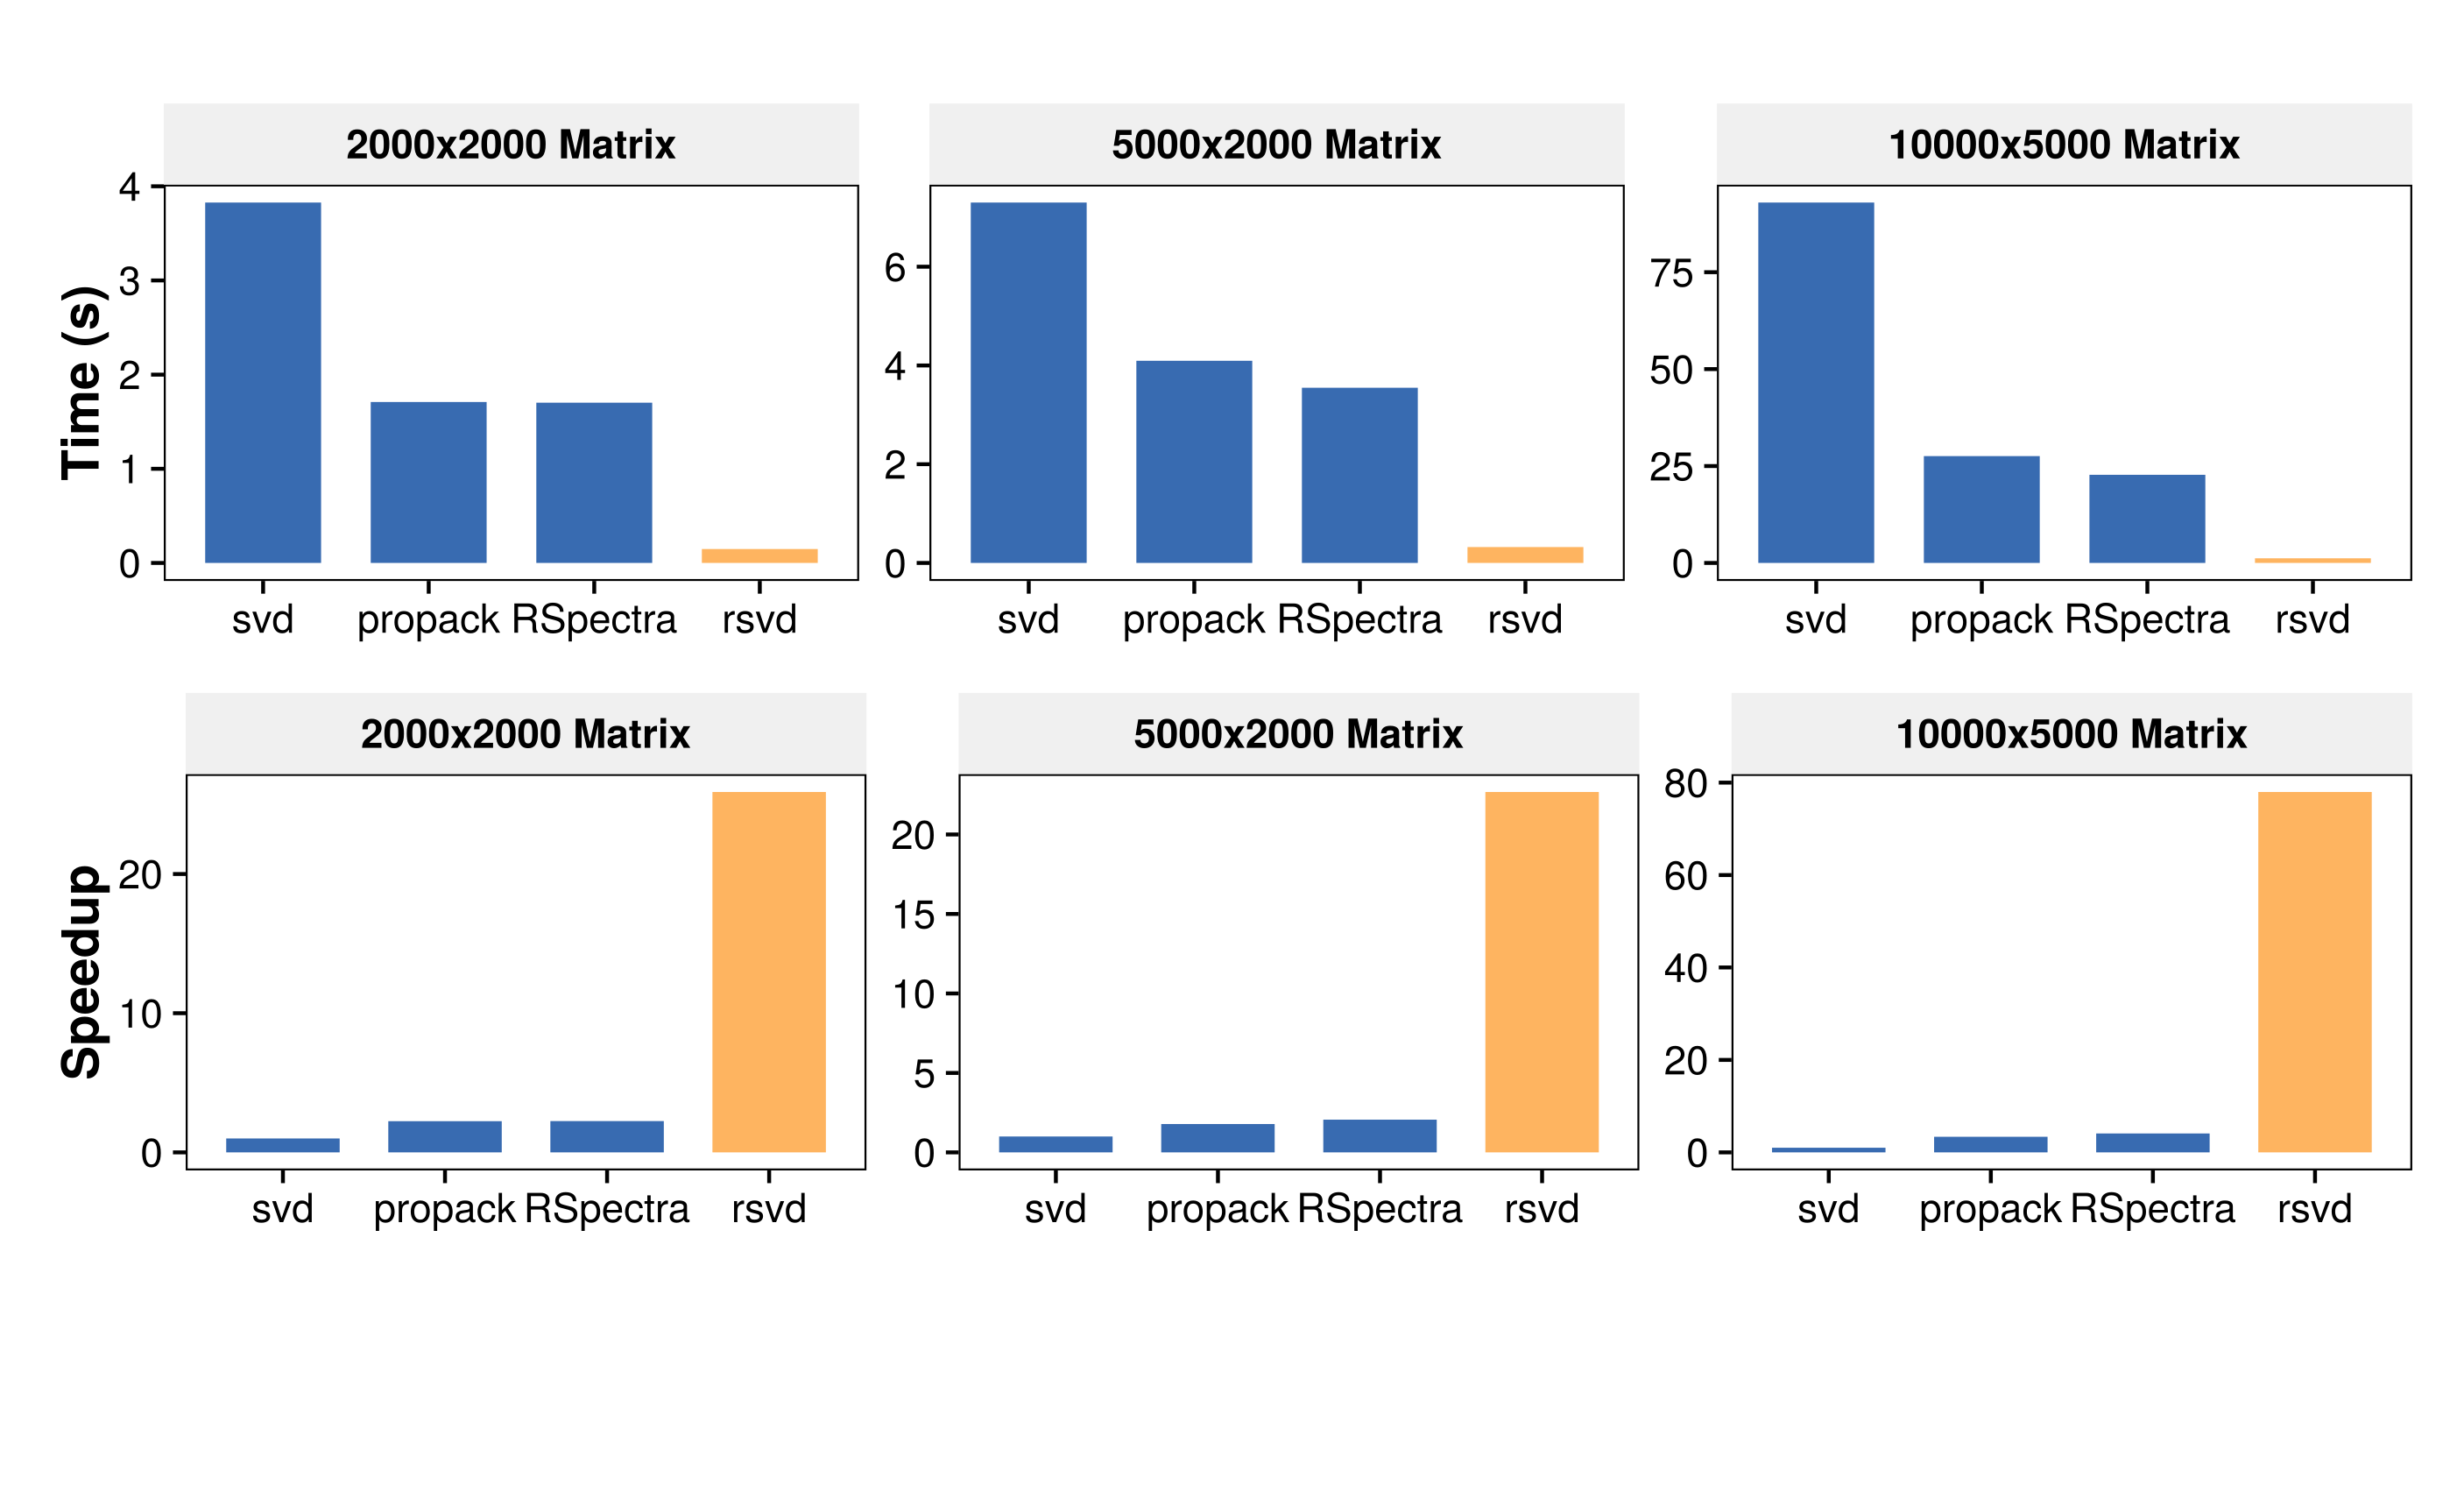 2000x2000 Matrix
5000x2000 Matrix
10000x5000 Matrix
Time (s)
4
3
2
1
0
6
4
2
0
75
50
25
0
svd propack RSpectra rsvd
svd propack RSpectra rsvd
svd propack RSpectra rsvd
2000x2000 Matrix
5000x2000 Matrix
10000x5000 Matrix
Speedup
20
10
0
20
15
10
5
0
80
60
40
20
0
svd propack RSpectra rsvd
svd propack RSpectra rsvd
svd propack RSpectra rsvd